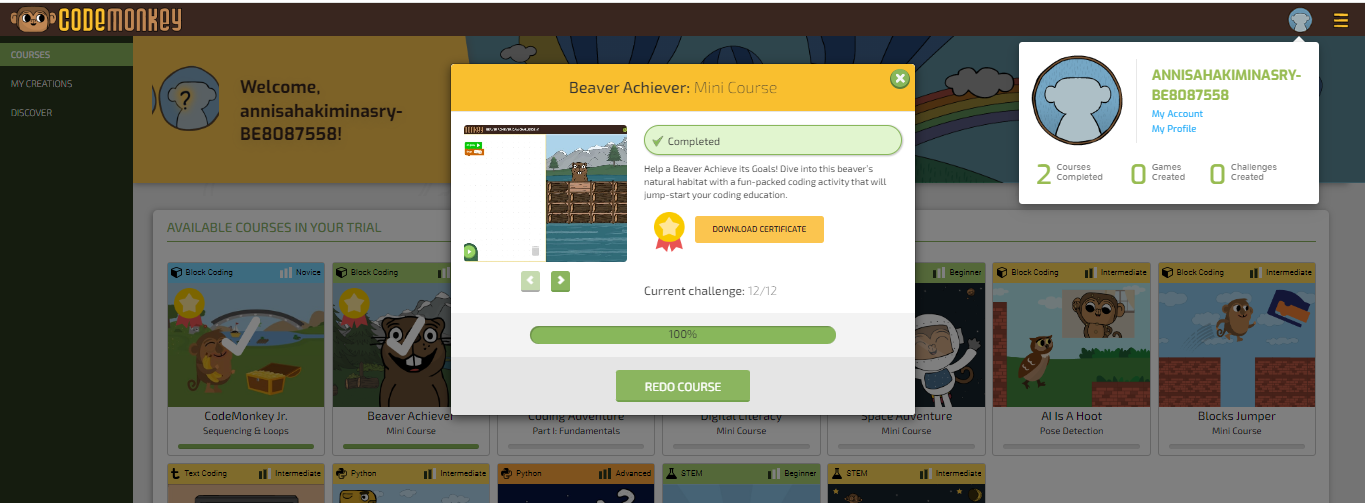 CODEMONKEY
COURSES
MY CREATIONS
DISCOVER
?
Welcome,
annisahakiminasry-
BE8087558!
ANNISAHAKIMINASRY-
BE8087558
My Account
My Profile
2 Courses
Completed
0 Games
Created
0 Challenges
Created
Beaver Achiever: Mini Course
Completed
Help a Beaver Achieve its Goals! Dive into this beaver's
natural habitat with a fun-packed coding activity that will
jump-start your coding education.
DOWNLOAD CERTIFICATE
Current challenge: 12/12
100%
REDO COURSE
AVAILABLE COURSES IN YOUR TRIAL
Block Coding Novice
CodeMonkey Jr.
Sequencing & Loops
Block Coding
Beaver Achiever
Mini Course
Coding Adventure
Part I: Fundamentals
Digital Literacy
Mini Course
Beginner
Space Adventure
Mini Course
Block Coding Intermediate
AI Is A Hoot
Pose Detection
Block Coding Intermediate
Blocks Jumper
Mini Course
Text Coding Intermediate
Python Intermediate
Python Advanced
?
STEM Beginner
STEM Intermediate